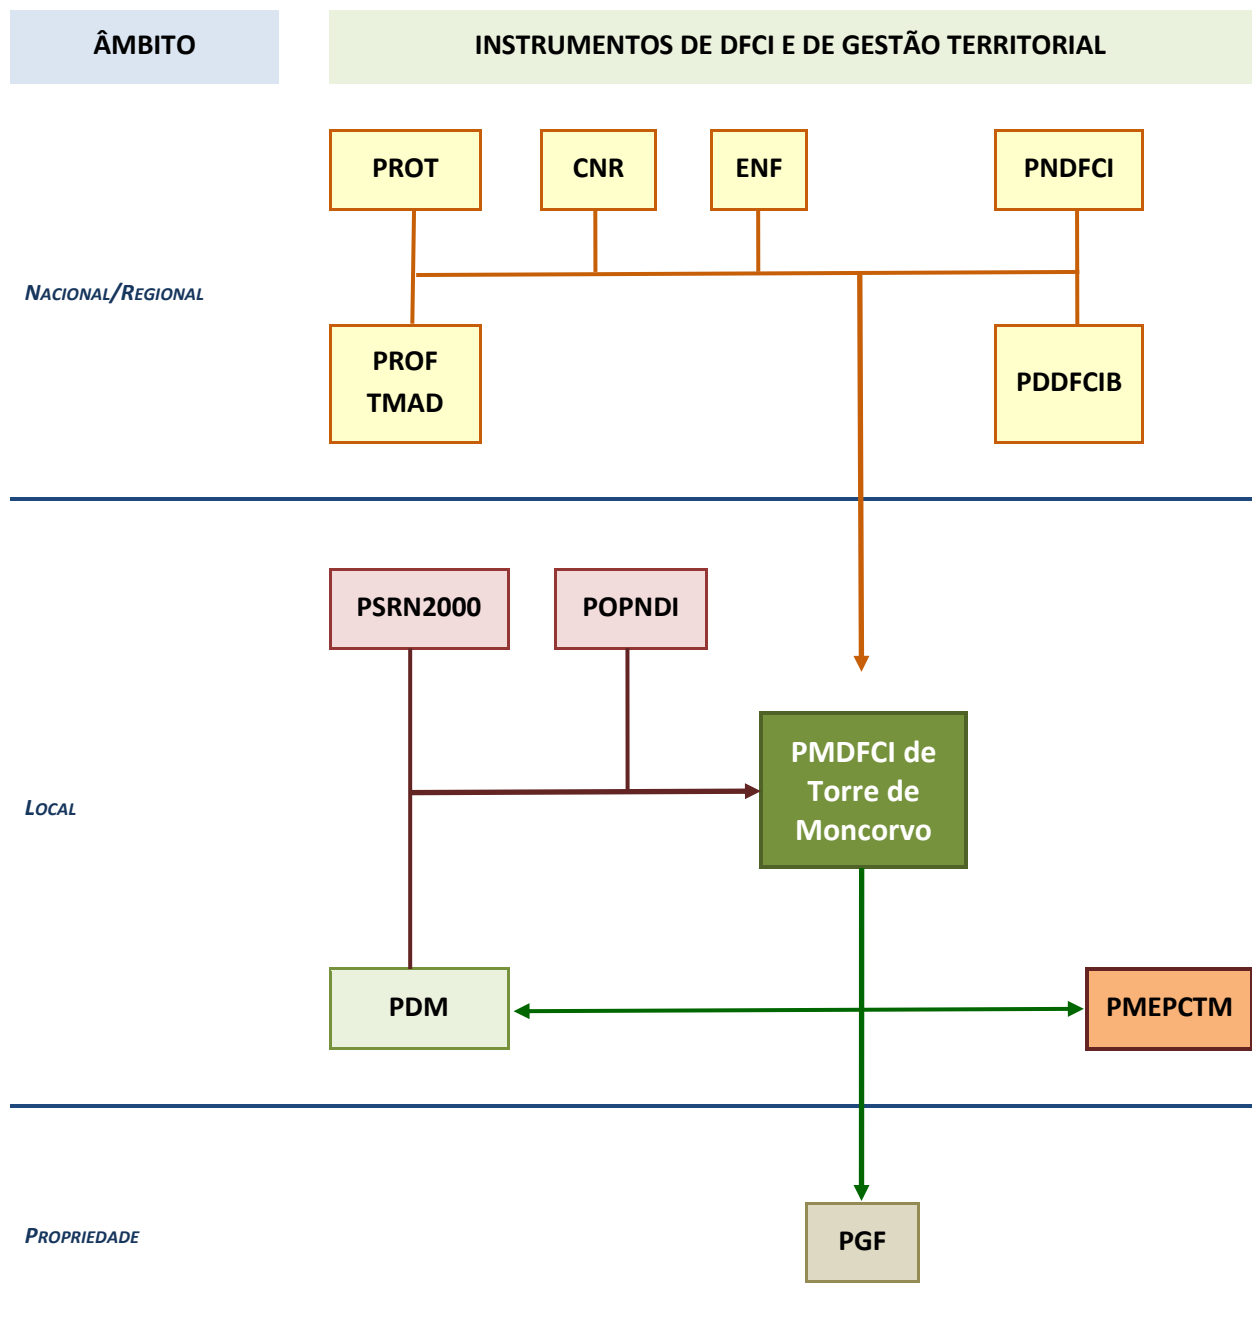 ÂMBITO
INSTRUMENTOS DE DFCI E DE GESTÃO TERRITORIAL
PROT
CNR
ENF
PNDFCI
NACIONAL/REGIONAL
PROF
TMAD
PDDFCIB
PSRN2000
POPNDI
PMDFCI de
Torre de
Moncorvo
LOCAL
PDM
PMEPCTM
PROPRIEDADE
PGF